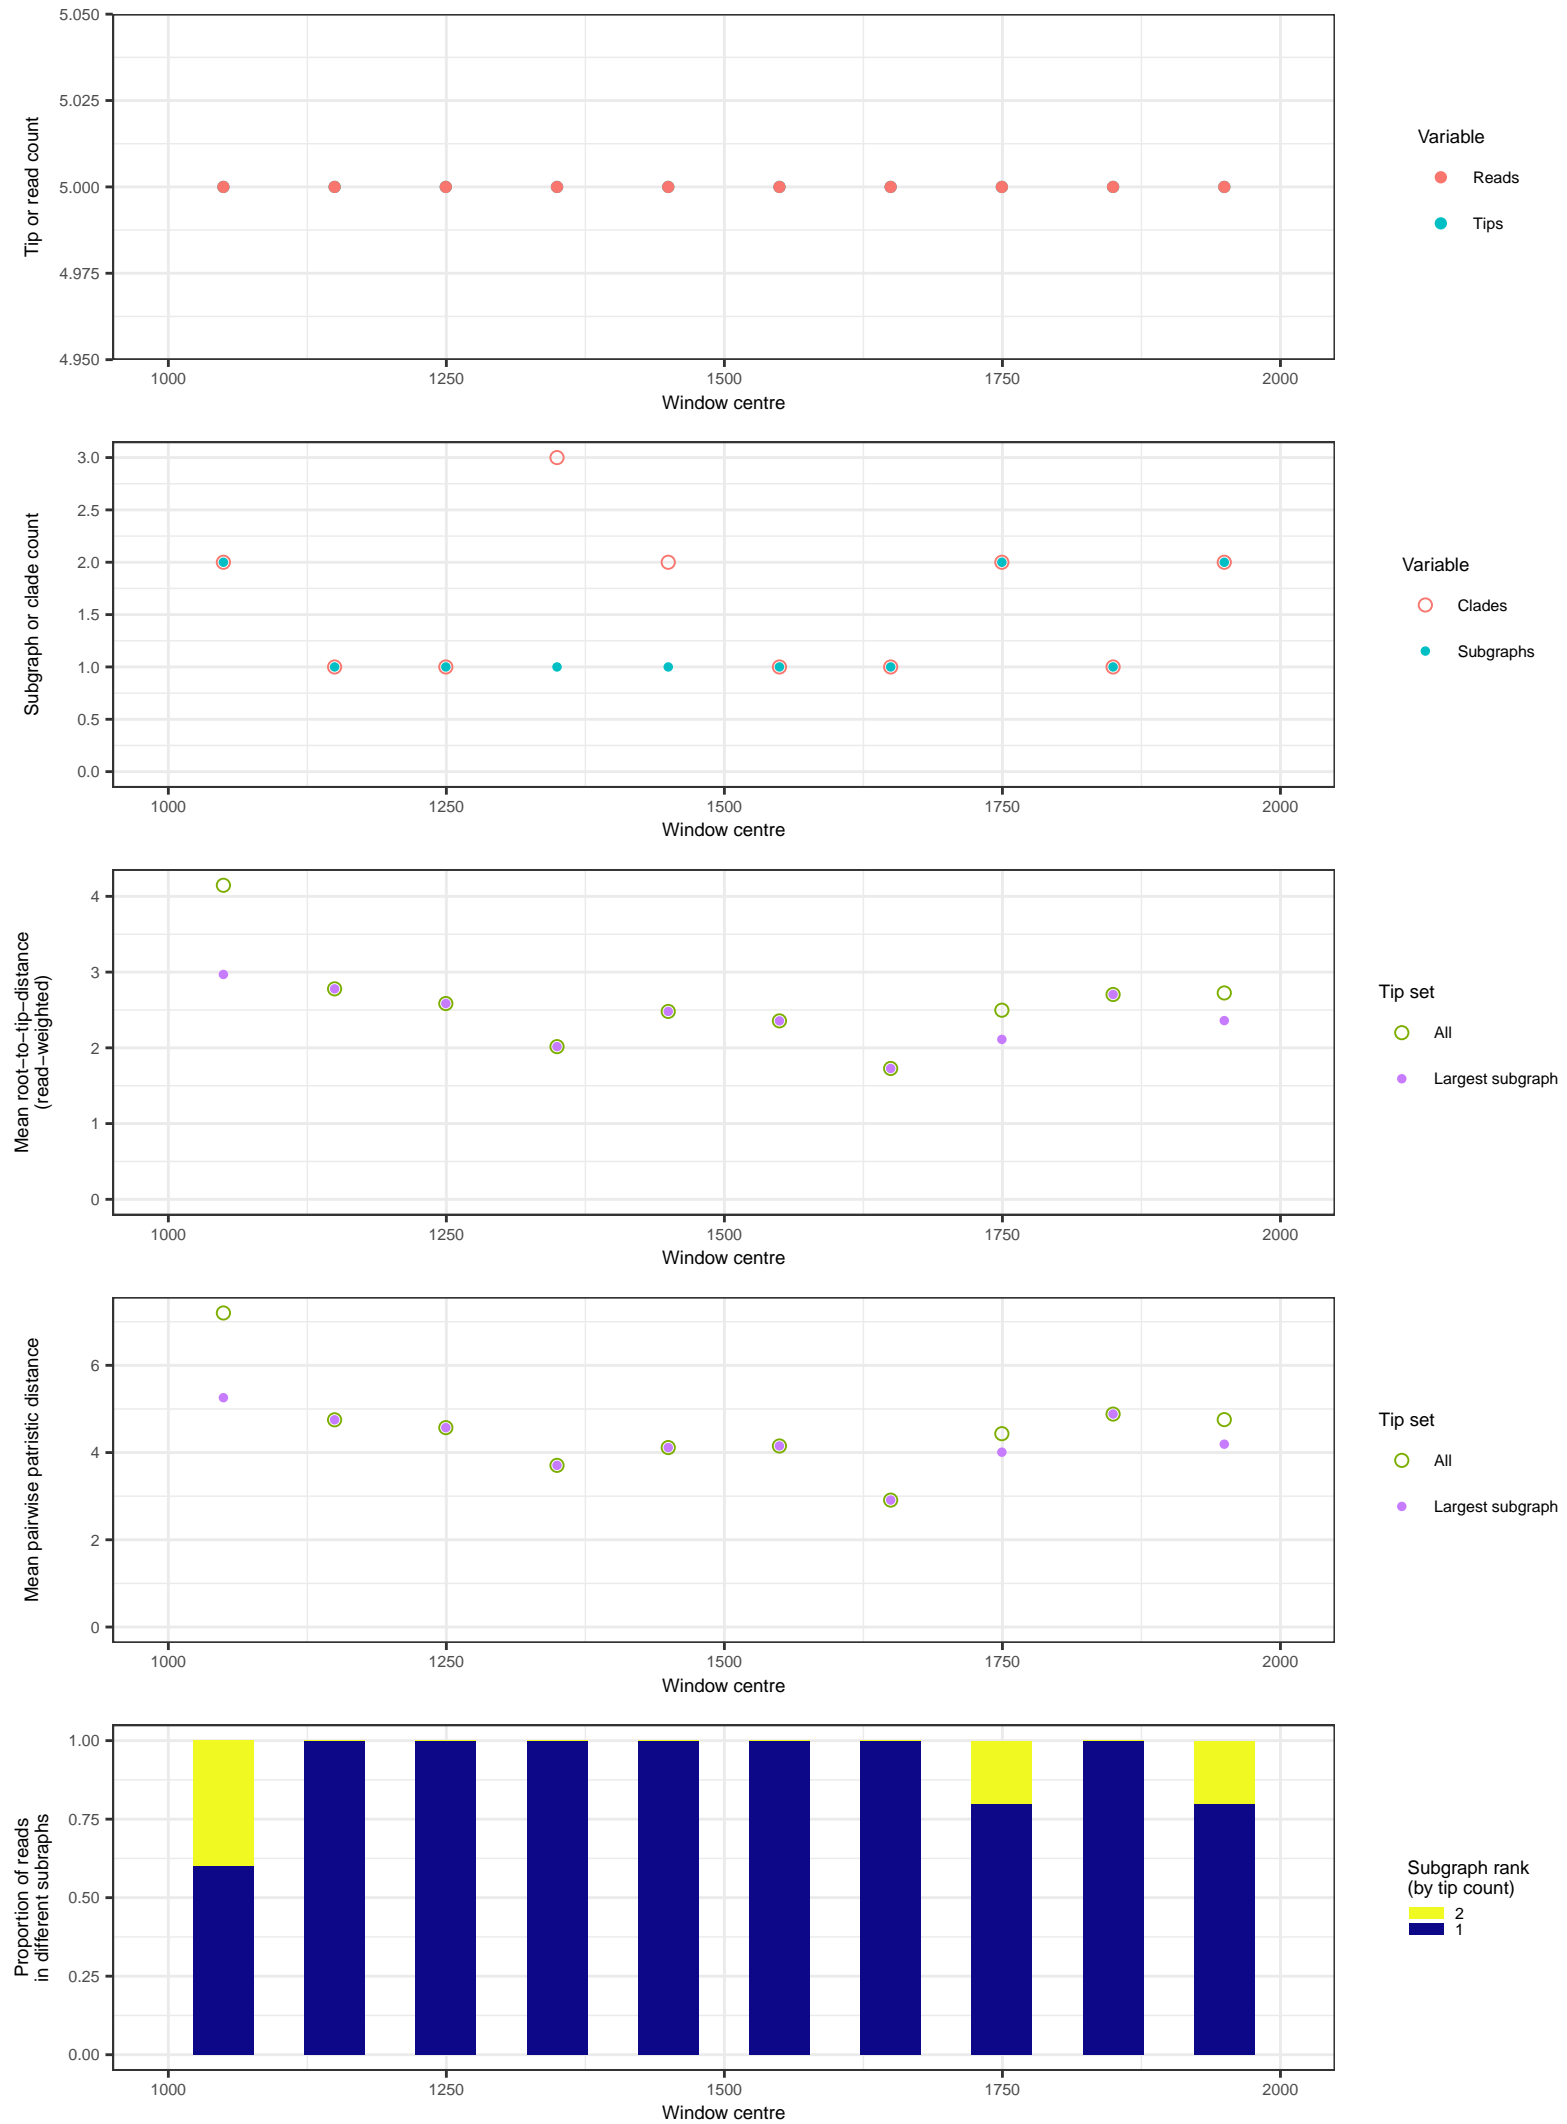 5.050
5.025
5.000
4.975
4.950
Tip or read count
1000 1250 1500 1750 2000
Window centre
Variable
Reads
Tips
3.0
2.5
2.0
1.5
1.0
0.5
0.0
Subgraph or clade count
1000 1250 1500 1750 2000
Window centre
Variable
Clades
Subgraphs
4
3
2
1
0
Mean root−to−tip−distance
(read−weighted)
1000 1250 1500 1750 2000
Window centre
Tip set
All
Largest subgraph
6
4
2
0
Mean pairwise patristic distance
1000 1250 1500 1750 2000
Window centre
Tip set
All
Largest subgraph
1.00
0.75
0.50
0.25
0.00
Proportion of reads
in different subraphs
1000 1250 1500 1750 2000
Window centre
Subgraph rank
(by tip count)
2
1